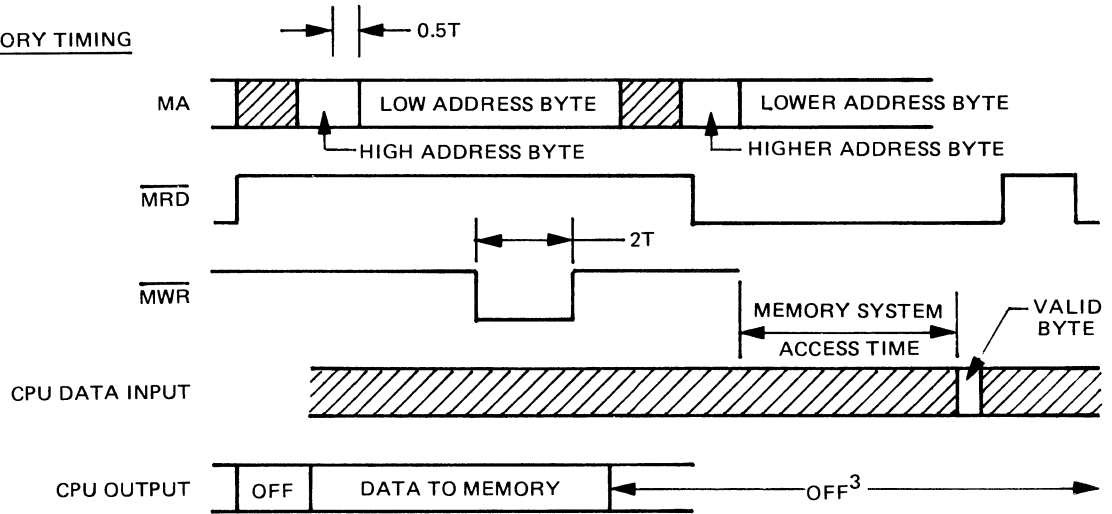 ORY TIMING
0.5T
MA
LOW ADDRESS BYTE
LOWER ADDRESS BYTE
HIGH ADDRESS BYTE
HIGHER ADDRESS BYTE
MRD
2T
MWR
MEMORY SYSTEM
ACCESS TIME
VALID
BYTE
CPU DATA INPUT
CPU OUTPUT
OFF
DATA TO MEMORY
OFF³